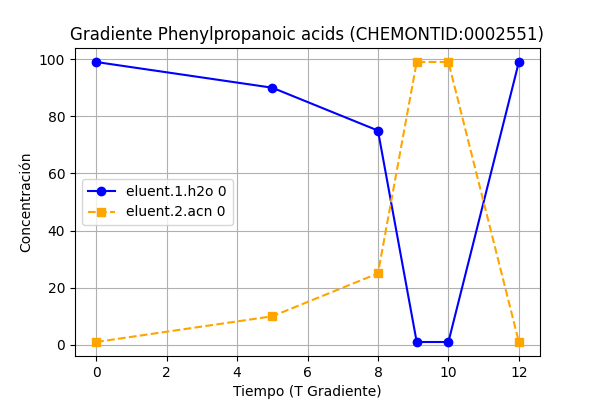 Gradiente Phenylpropanoic acids (CHEMONTID:0002551)
100
80
60
40
20
0
Concentración
eluent.1.h2o 0
eluent.2.acn 0
0 2 4 6 8 10 12
Tiempo (T Gradiente)